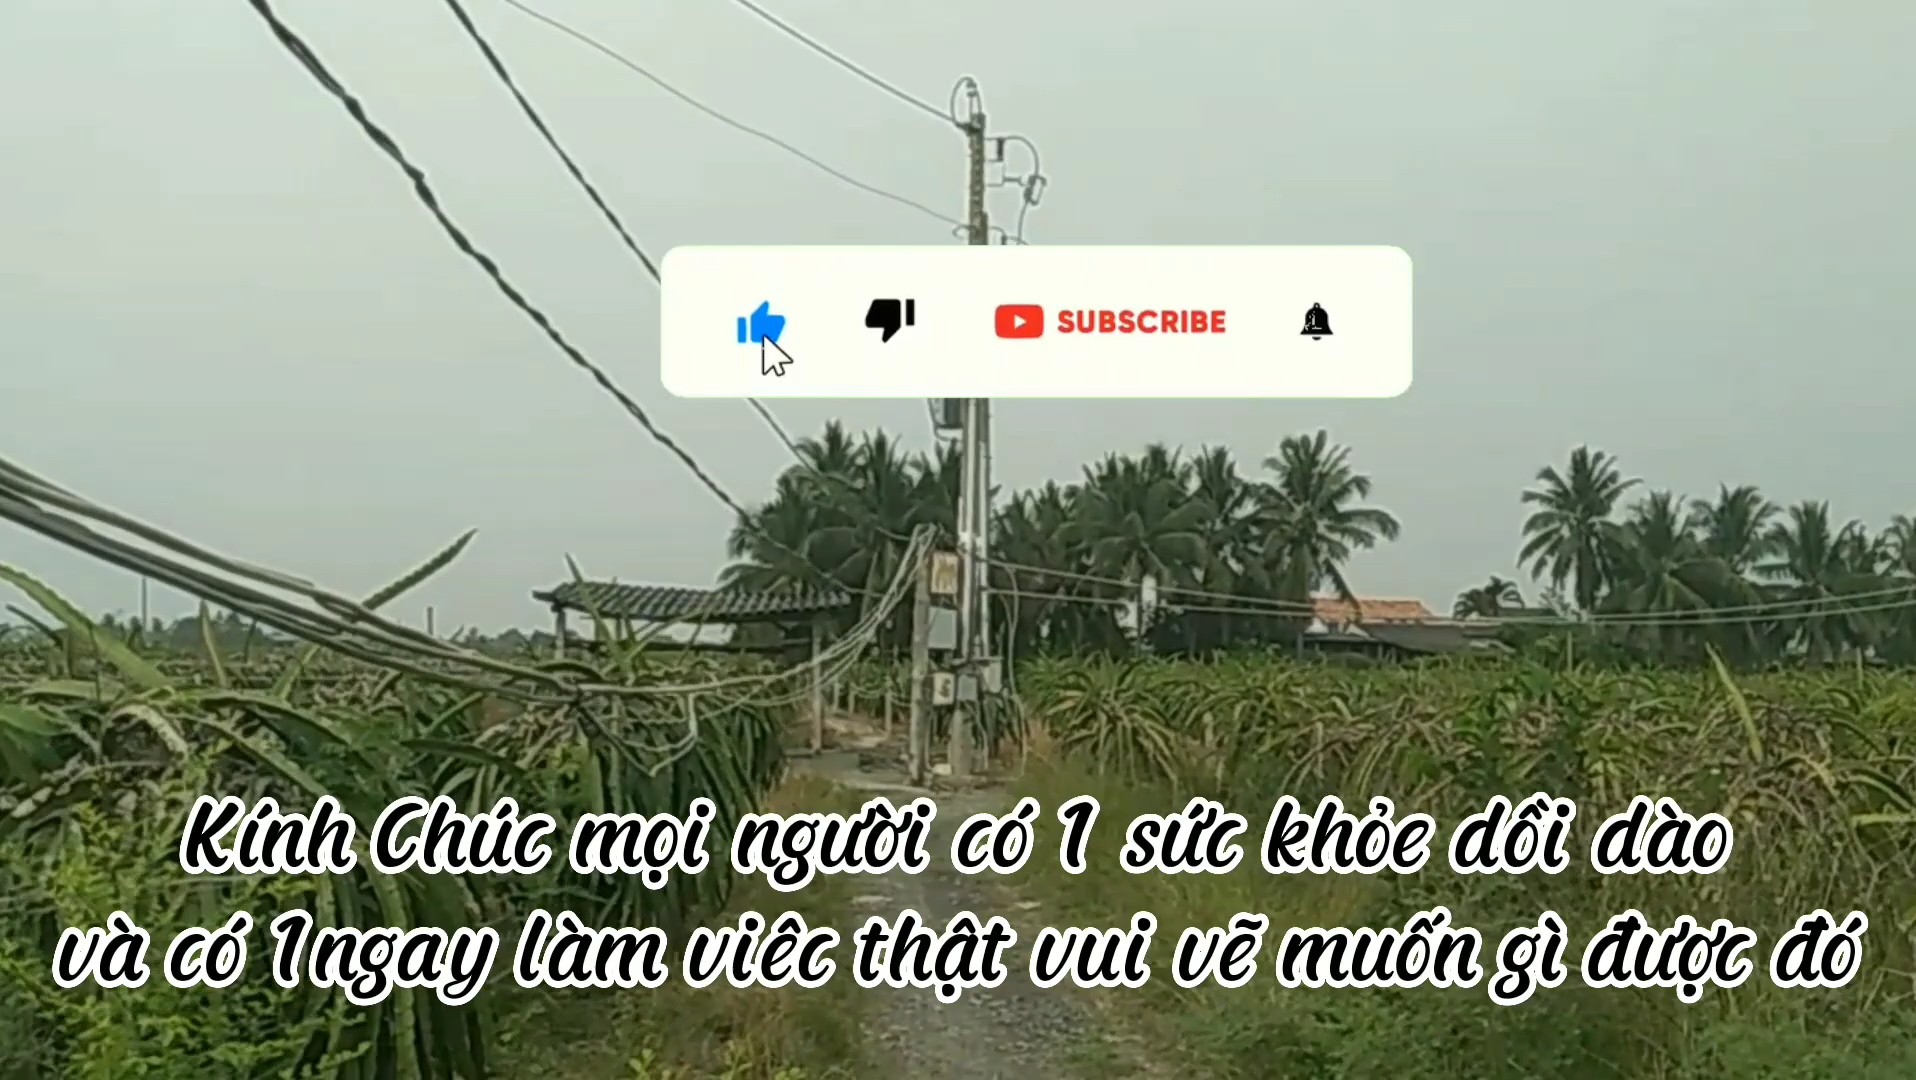 SUBSCRIBE
Kính Chúc mọi người có 1 sức khỏe dồi dào
và có 1ngay làm viêc thật vui vẽ muốn gì được đó